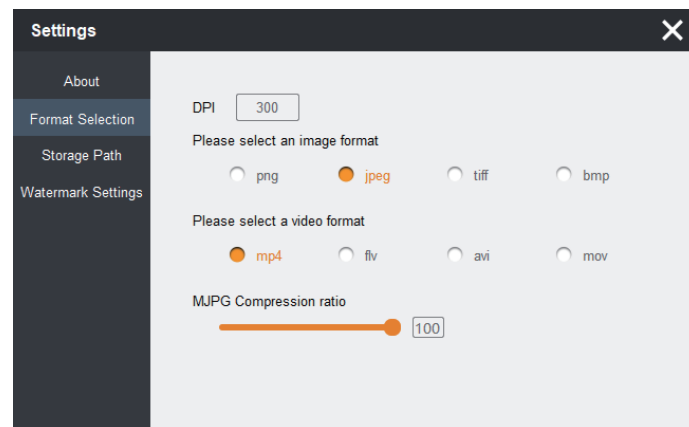 Settings
About
Format Selection
Storage Path
Watermark Settings
DPI 300
Please select an image format
png jpeg tiff bmp
Please select a video format
mp4 flv avi mov
MJPG Compression ratio
100